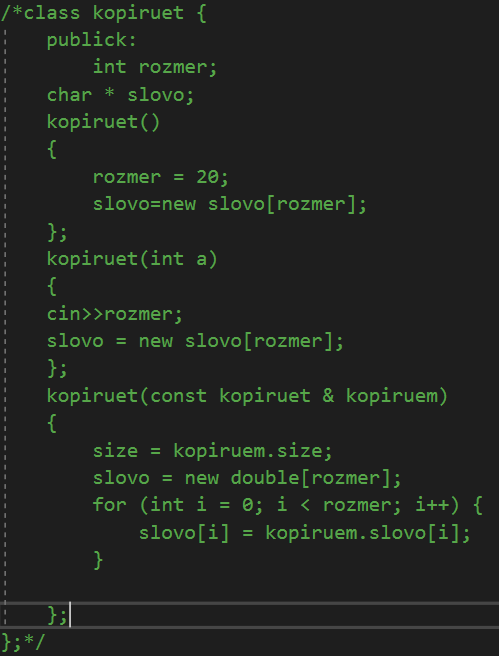 /*class kopiruet {
    publick:
        int rozmer;
    char * slovo;
    kopiruet()
    {
        rozmer = 20;
        slovo=new slovo[rozmer];
    };
    kopiruet(int a)
    {
    cin>>rozmer;
    slovo = new slovo[rozmer];
    };
    kopiruet(const kopiruet & kopiruem)
    {
        size = kopiruem.size;
        slovo = new double[rozmer];
        for (int i = 0; i < rozmer; i++) {
            slovo[i] = kopiruem.slovo[i];
        }
    };
};*/